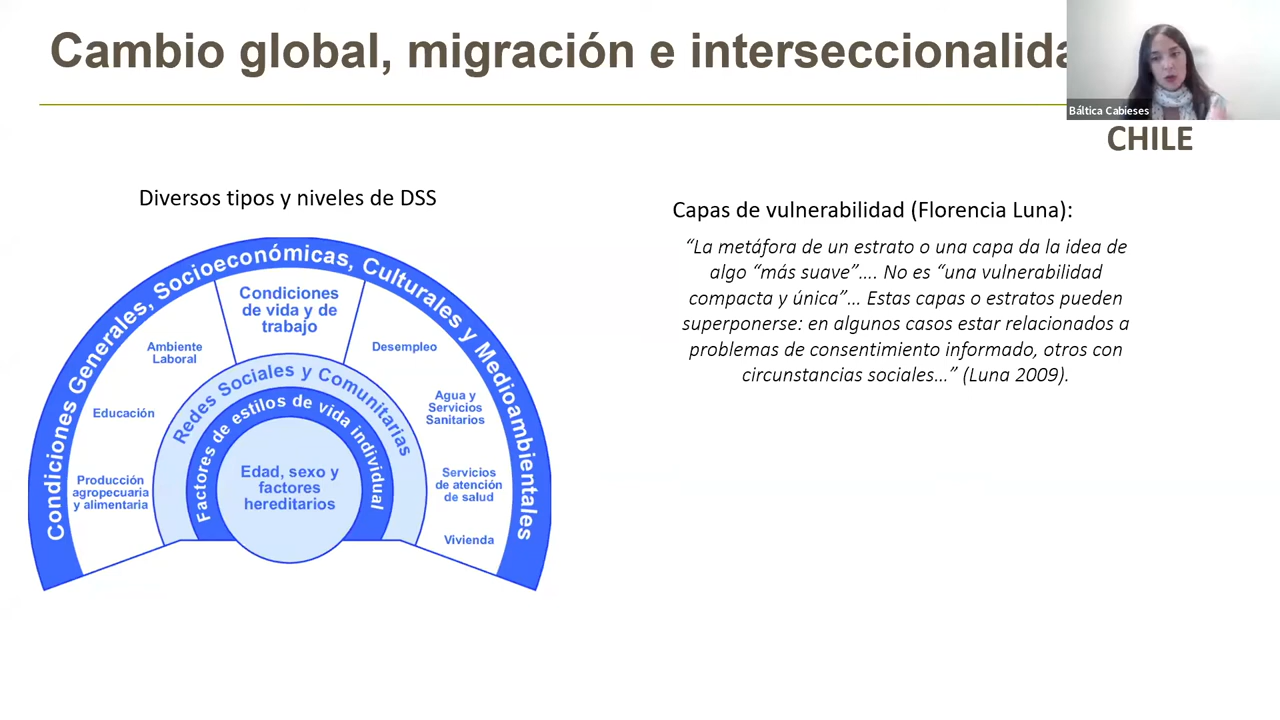 Cambio global, migración e interseccionalida
Báltica Cabieses
CHILE
Diversos tipos y niveles de DSS
Condiciones Generales, Socioeconómicas, Culturales y Medioambientales
Condiciones
de vida y de
trabajo
Ambiente
Laboral
Desempleo
Educación
Agua y
Servicios
Sanitarios
Producción
agropecuaria
y alimentaria
Servicios
de atención
de salud
Vivienda
Redes Sociales y Comunitarias
Factores de estilos de vida individual
Edad, sexo y
factores
hereditarios
Capas de vulnerabilidad (Florencia Luna):
“La metáfora de un estrato o una capa da la idea de
algo “más suave”…. No es “una vulnerabilidad
compacta y única”… Estas capas o estratos pueden
superponerse: en algunos casos estar relacionados a
problemas de consentimiento informado, otros con
circunstancias sociales…” (Luna 2009).